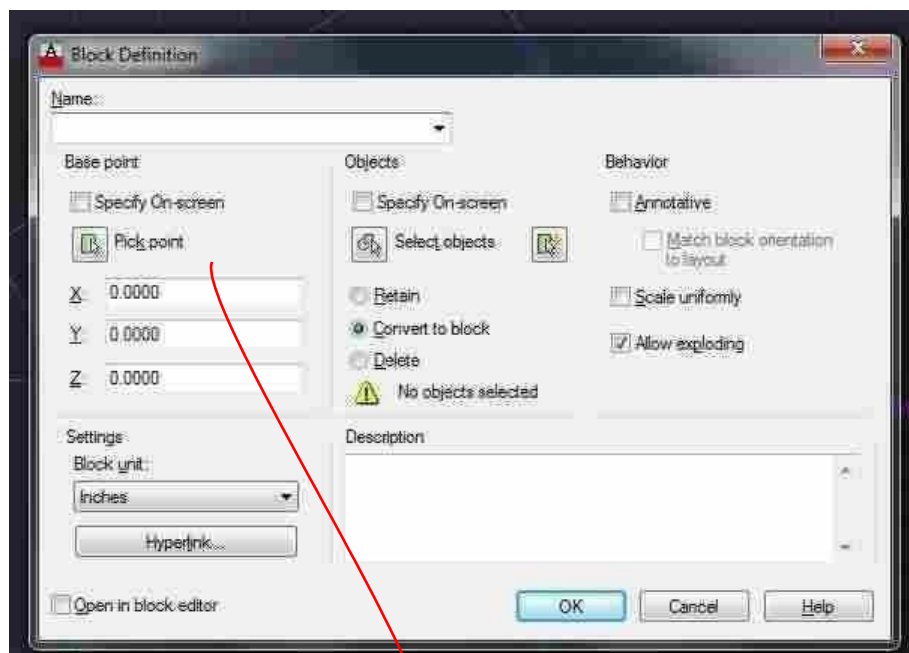 Block Definition
Name:
Base point
Specify On-screen
Pick point
X: 0.0000
Y: 0.0000
Z: 0.0000
Objects
Specify On-screen
Select objects
Retain
Convert to block
Delete
No objects selected
Behavior
Annotative
Match block orientation
to layout
Scale uniformly
Allow exploding
Settings
Block unit:
Inches
Hyperlink...
Description
Open in block editor
OK
Cancel
Help